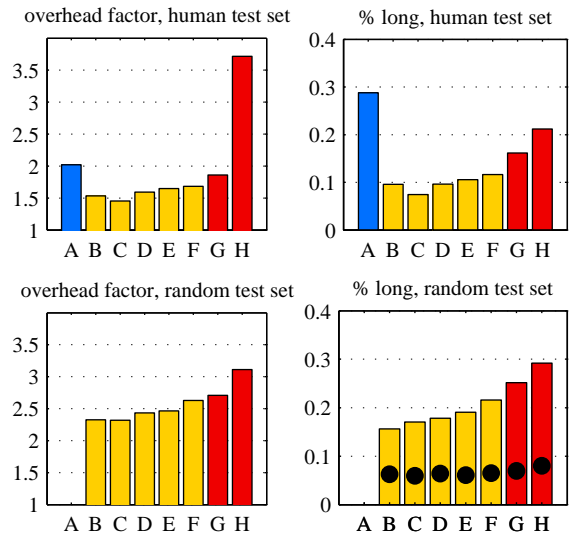 overhead factor, human test set
3.5
3
2.5
2
1.5
1
A B C D E F G H
% long, human test set
0.4
0.3
0.2
0.1
0
A B C D E F G H
overhead factor, random test set
3.5
3
2.5
2
1.5
1
A B C D E F G H
% long, random test set
0.4
0.3
0.2
0.1
0
A B C D E F G H